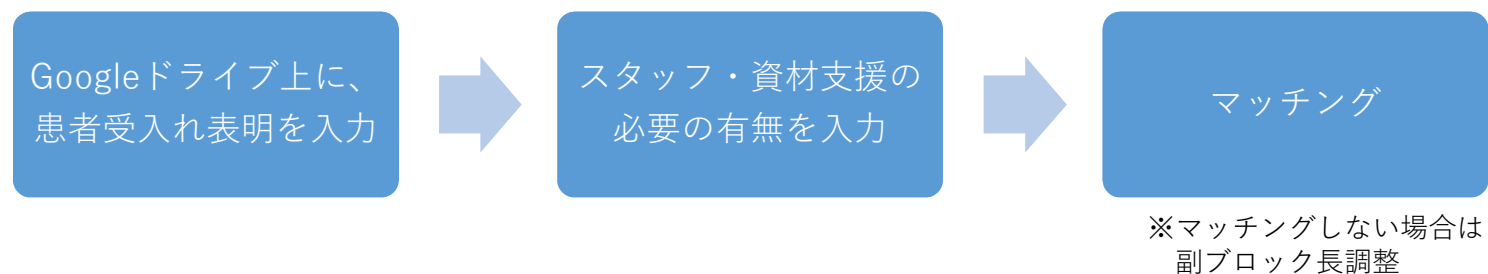 Googleドライブ上に、
患者受入れ表明を入力
スタッフ・資材支援の
必要の有無を入力
マッチング
※マッチングしない場合は
副ブロック長調整